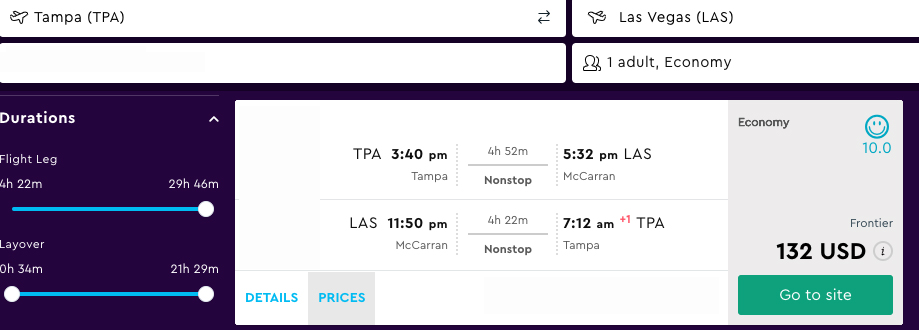 Tampa (TPA)
Las Vegas (LAS)
1 adult, Economy
Durations
Flight Leg
4h 22m 29h 46m
Layover
0h 34m 21h 29m
TPA 3:40 pm 4h 52m 5:32 pm LAS
Tampa Nonstop McCarran
LAS 11:50 pm 4h 22m 7:12 am +1 TPA
McCarran Nonstop Tampa
DETAILS PRICES
Economy
10.0
Frontier
132 USD i
Go to site